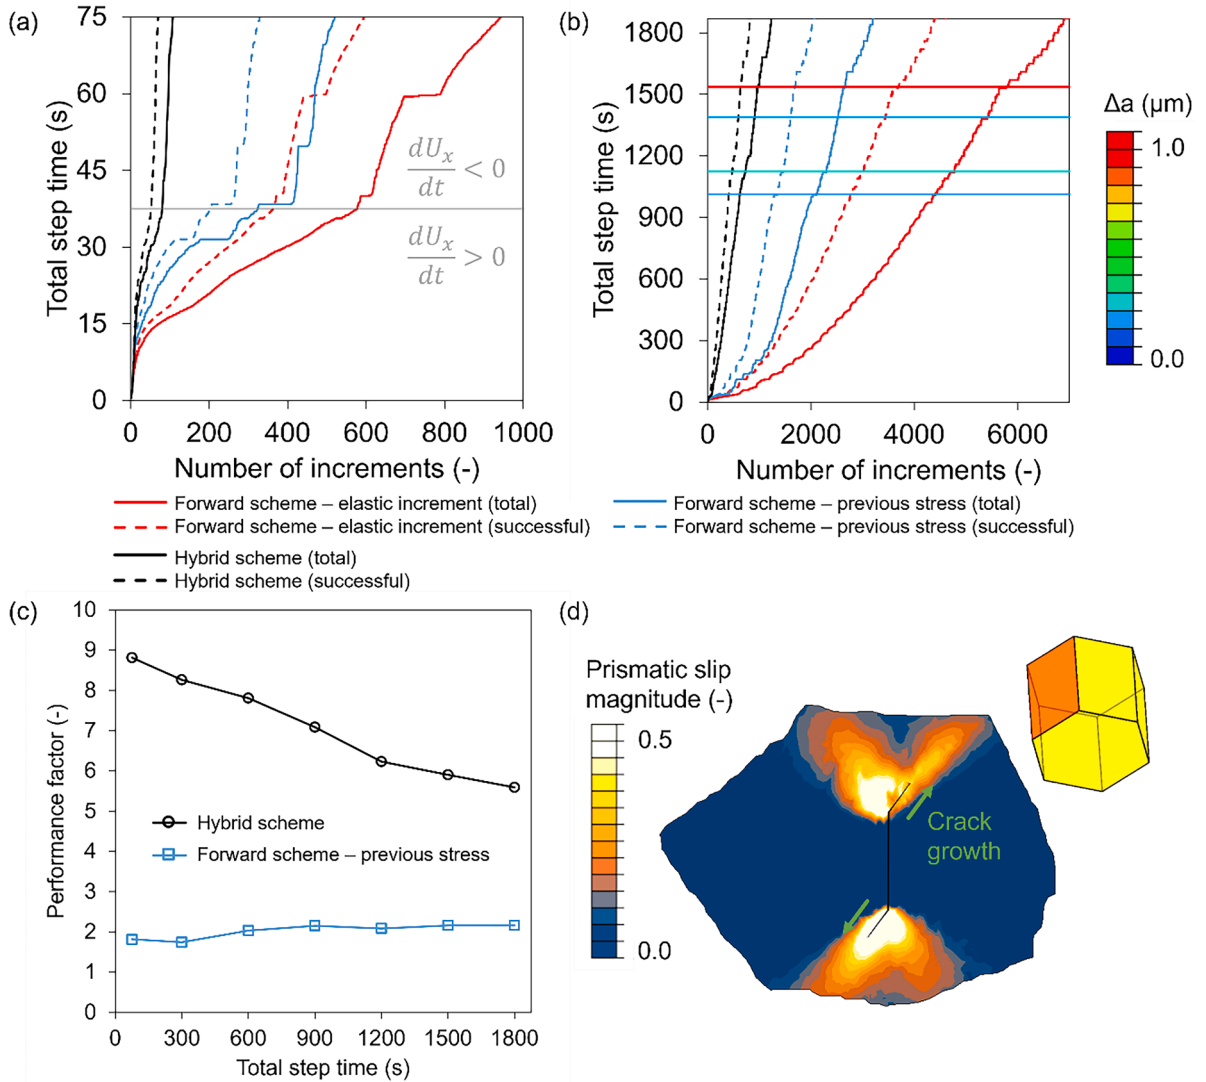 (a)
75
60
45
30
15
0
Total step time (s)
dUₓ/dt < 0
dUₓ/dt > 0
0 200 400 600 800 1000
Number of increments (-)
(b)
1800
1500
1200
900
600
300
0
Total step time (s)
0 2000 4000 6000
Number of increments (-)
Δa (μm)
1.0
0.0
Forward scheme – elastic increment (total)
Forward scheme – elastic increment (successful)
Hybrid scheme (total)
Hybrid scheme (successful)
Forward scheme – previous stress (total)
Forward scheme – previous stress (successful)
(c)
10
9
8
7
6
5
4
3
2
1
0
Performance factor (-)
Hybrid scheme
Forward scheme – previous stress
0 300 600 900 1200 1500 1800
Total step time (s)
(d)
Prismatic slip
magnitude (-)
0.5
0.0
Crack
growth